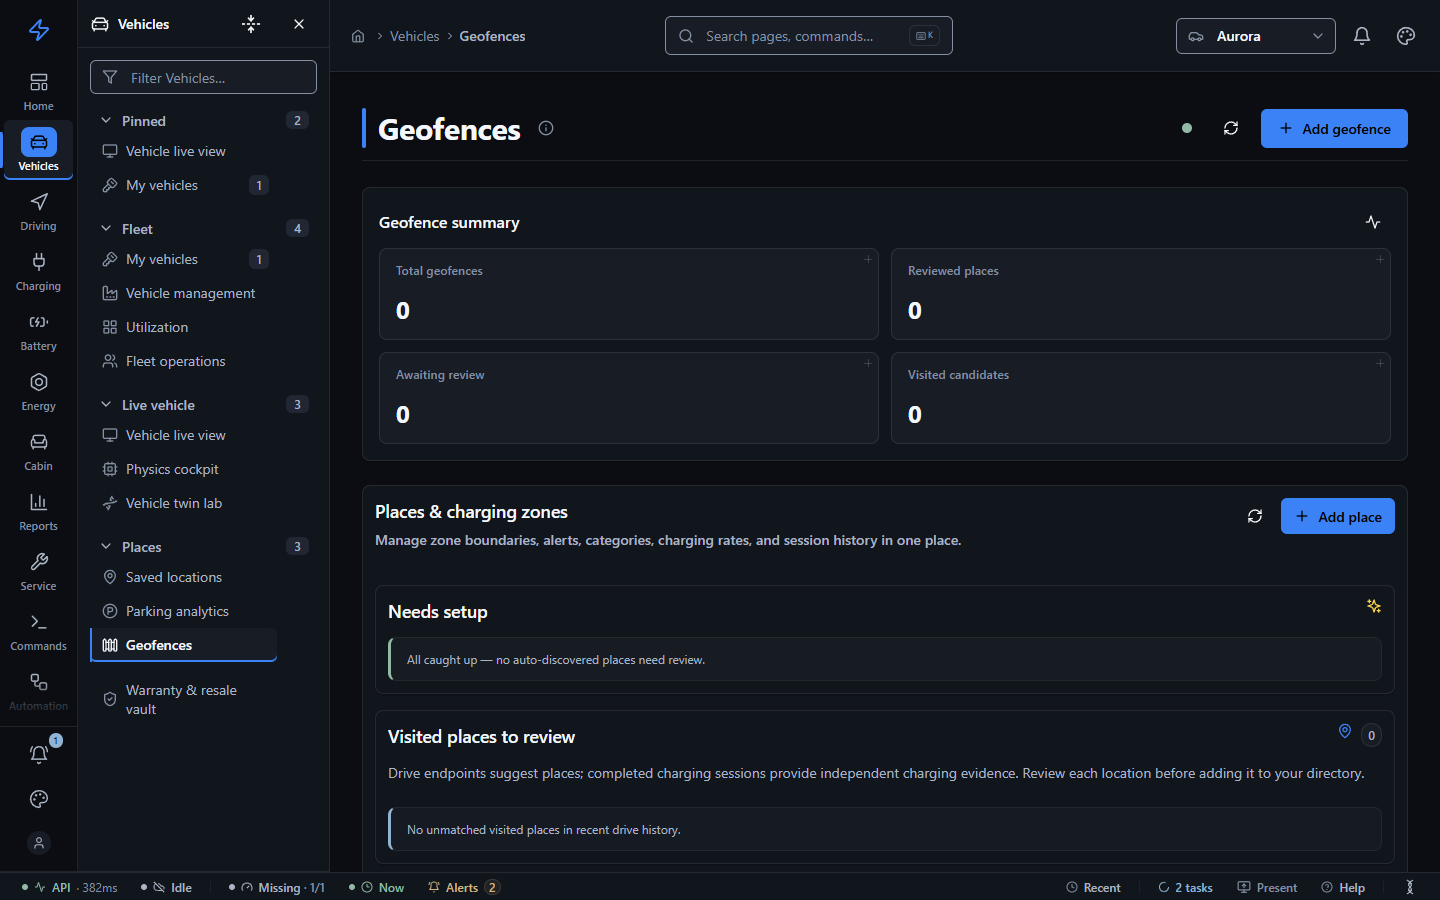 Vehicles
Home
Vehicles
Driving
Charging
Battery
Energy
Cabin
Reports
Service
Commands
Automation
1
Filter Vehicles...
Pinned 2
Vehicle live view
My vehicles 1
Fleet 4
My vehicles 1
Vehicle management
Utilization
Fleet operations
Live vehicle 3
Vehicle live view
Physics cockpit
Vehicle twin lab
Places 3
Saved locations
Parking analytics
Geofences
Warranty & resale
vault
Vehicles Geofences
Search pages, commands... K
Aurora
Geofences
Add geofence
Geofence summary
Total geofences
0
Reviewed places
0
Awaiting review
0
Visited candidates
0
Places & charging zones
Add place
Manage zone boundaries, alerts, categories, charging rates, and session history in one place.
Needs setup
All caught up — no auto-discovered places need review.
Visited places to review
0
Drive endpoints suggest places; completed charging sessions provide independent charging evidence. Review each location before adding it to your directory.
No unmatched visited places in recent drive history.
API · 382ms Idle Missing · 1/1 Now Alerts 2 Recent 2 tasks Present Help